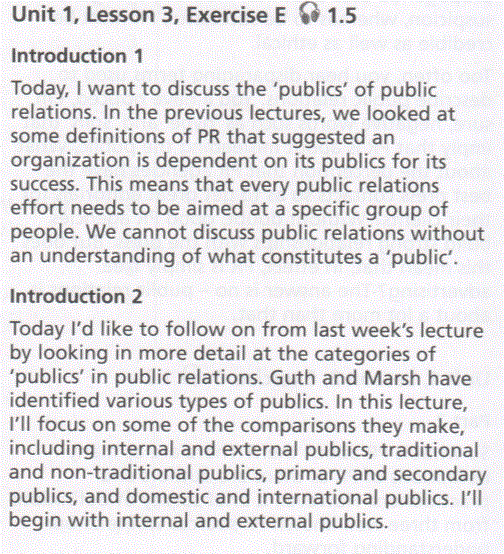 Unit 1, Lesson 3, Exercise E 1.5
Introduction 1
Today, I want to discuss the ‘publics’ of public
relations. In the previous lectures, we looked at
some definitions of PR that suggested an
organization is dependent on its publics for its
success. This means that every public relations
effort needs to be aimed at a specific group of
people. We cannot discuss public relations without
an understanding of what constitutes a ‘public’.
Introduction 2
Today I’d like to follow on from last week’s lecture
by looking in more detail at the categories of
‘publics’ in public relations. Guth and Marsh have
identified various types of publics. In this lecture,
I’ll focus on some of the comparisons they make,
including internal and external publics, traditional
and non-traditional publics, primary and secondary
publics, and domestic and international publics. I’ll
begin with internal and external publics.